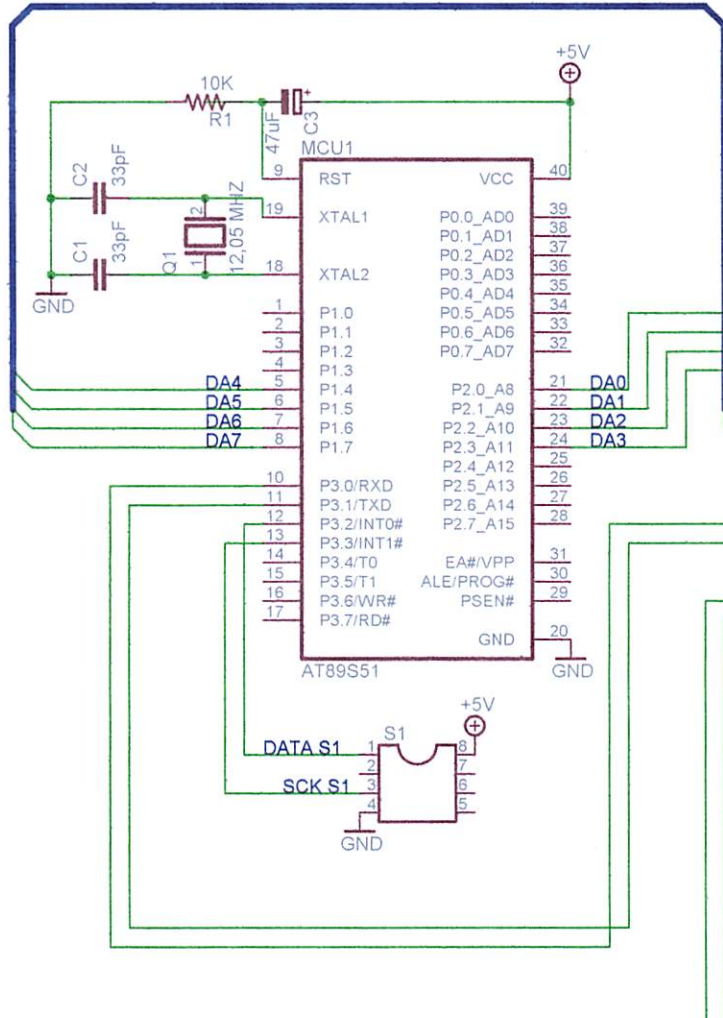 +5V
10K
R1
47uF
C3
MCU1
9 RST VCC 40
C2
33pF
19 XTAL1 P0.0_AD0 39
P0.1_AD1 38
2
Q1
12,05 MHZ
1
P0.2_AD2 37
C1
33pF
18 XTAL2 P0.3_AD3 36
GND
P0.4_AD4 35
1 P1.0 P0.5_AD5 34
2 P1.1 P0.6_AD6 33
3 P1.2 P0.7_AD7 32
4 P1.3
DA4 5 P1.4 P2.0_A8 21 DA0
DA5 6 P1.5 P2.1_A9 22 DA1
DA6 7 P1.6 P2.2_A10 23 DA2
DA7 8 P1.7 P2.3_A11 24 DA3
P2.4_A12 25
10 P3.0/RXD P2.5_A13 26
11 P3.1/TXD P2.6_A14 27
12 P3.2/INT0# P2.7_A15 28
13 P3.3/INT1#
14 P3.4/T0 EA#/VPP 31
15 P3.5/T1 ALE/PROG# 30
16 P3.6/WR# PSEN# 29
17 P3.7/RD#
GND 20
AT89S51
GND
+5V
S1
DATA S1 1 8
2 7
SCK S1 3 6
4 5
GND